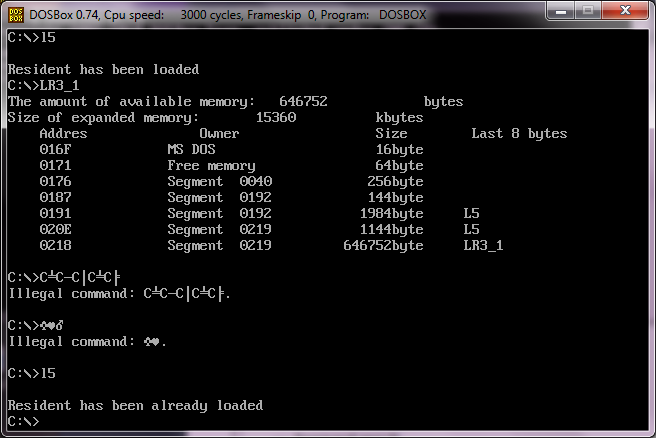 DOSBox 0.74, Cpu speed: 3000 cycles, Frameskip 0, Program: DOSBOX
C:\>l5
Resident has been loaded
C:\>LR3_1
The amount of available memory: 646752 bytes
Size of expanded memory: 15360 kbytes
Addres Owner Size Last 8 bytes
016F MS DOS 16byte
0171 Free memory 64byte
0176 Segment 0040 256byte
0187 Segment 0192 144byte
0191 Segment 0192 1984byte L5
020E Segment 0219 1144byte L5
0218 Segment 0219 646752byte LR3_1
C:\>C╩C─C│C╩C╞
Illegal command: C╩C─C│C╩C╞.
C:\>♣♥♂
Illegal command: ♣♥.
C:\>l5
Resident has been already loaded
C:\>